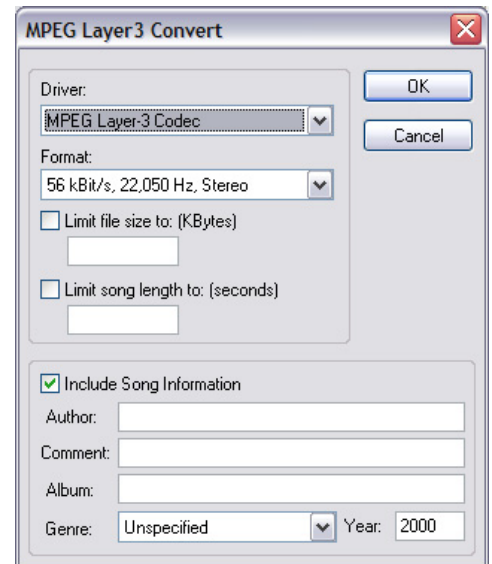 MPEG Layer3 Convert
Driver:
OK
MPEG Layer-3 Codec
Cancel
Format:
56 kBit/s, 22,050 Hz, Stereo
Limit file size to: (KBytes)
Limit song length to: (seconds)
Include Song Information
Author:
Comment:
Album:
Genre: Unspecified Year: 2000